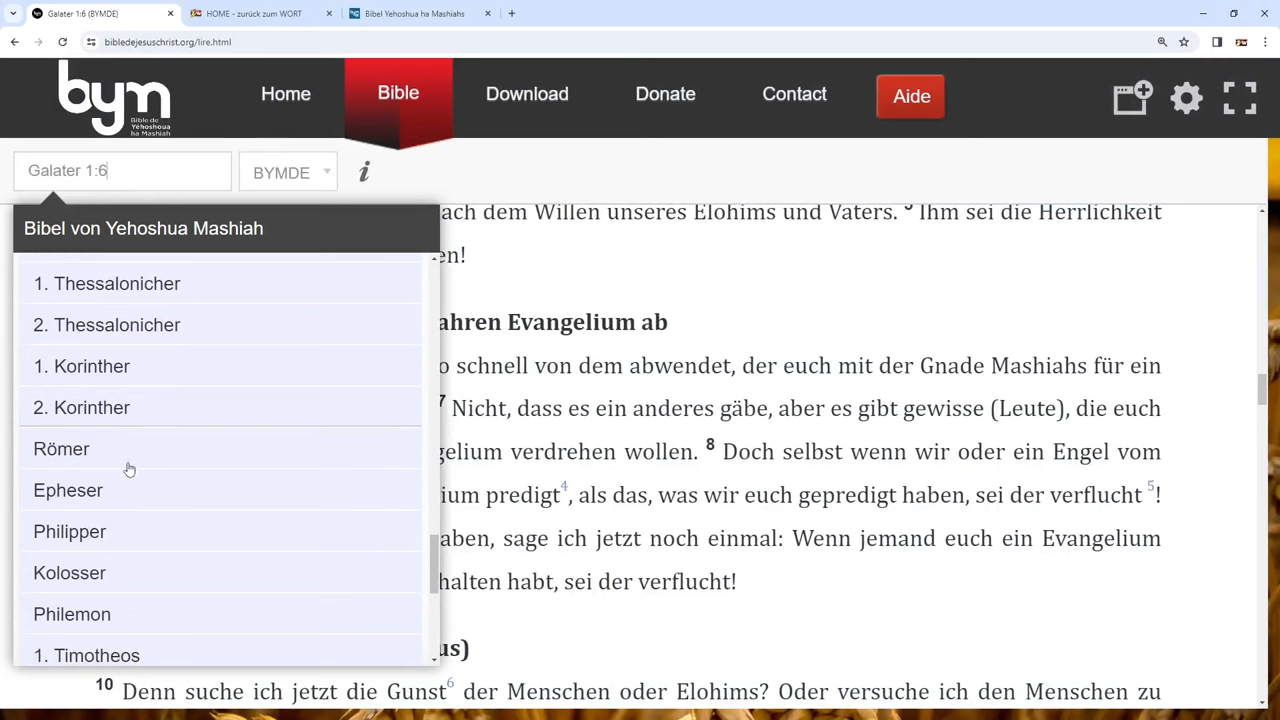 Galater 1:6 (BYMDE)
HOME - zurück zum WORT
Bibel Yehoshua ha Mashiahs
bibledejesuschrist.org/lire.html
bym
Bible de
Yehoshoua
ha Mashiah
Home
Bible
Download
Donate
Contact
Aide
Galater 1:6
BYMDE
i
Bibel von Yehoshua Mashiah
1. Thessalonicher
2. Thessalonicher
1. Korinther
2. Korinther
Römer
Epheser
Philipper
Kolosser
Philemon
1. Timotheos
dem Willen unseres Elohims und Vaters. 5 Ihm sei die Herrlichkeit
en!
ahren Evangelium ab
o schnell von dem abwendet, der euch mit der Gnade Mashiahs für ein
7 Nicht, dass es ein anderes gäbe, aber es gibt gewisse (Leute), die euch
gelium verdrehen wollen. 8 Doch selbst wenn wir oder ein Engel vom
ium predigt4, als das, was wir euch gepredigt haben, sei der verflucht 5!
aben, sage ich jetzt noch einmal: Wenn jemand euch ein Evangelium
halten habt, sei der verflucht!
us)
10 Denn suche ich jetzt die Gunst6 der Menschen oder Elohims? Oder versuche ich den Menschen zu